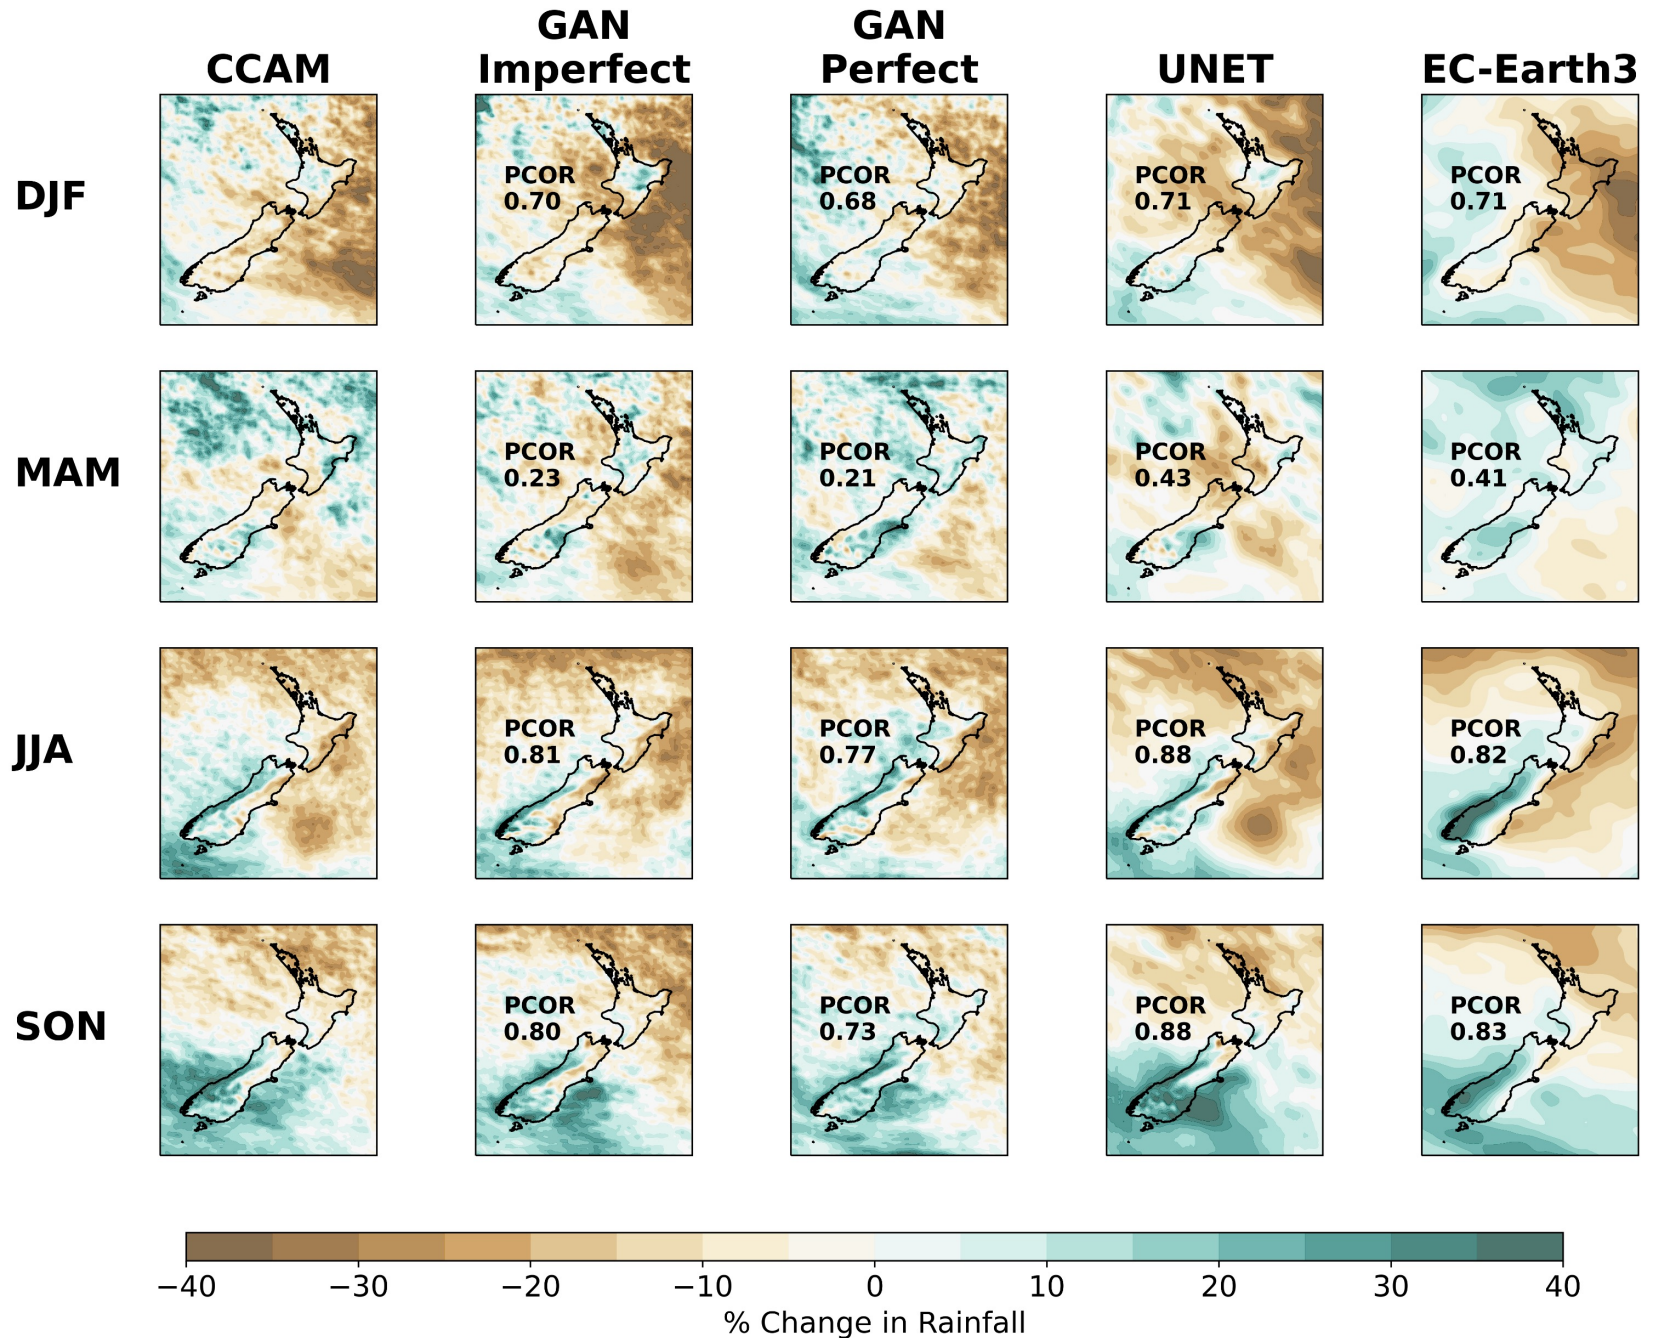 CCAM
GAN
Imperfect
GAN
Perfect
UNET
EC-Earth3
DJF
PCOR
0.70
PCOR
0.68
PCOR
0.71
PCOR
0.71
MAM
PCOR
0.23
PCOR
0.21
PCOR
0.43
PCOR
0.41
JJA
PCOR
0.81
PCOR
0.77
PCOR
0.88
PCOR
0.82
SON
PCOR
0.80
PCOR
0.73
PCOR
0.88
PCOR
0.83
−40
−30
−20
−10
0
10
20
30
40
% Change in Rainfall